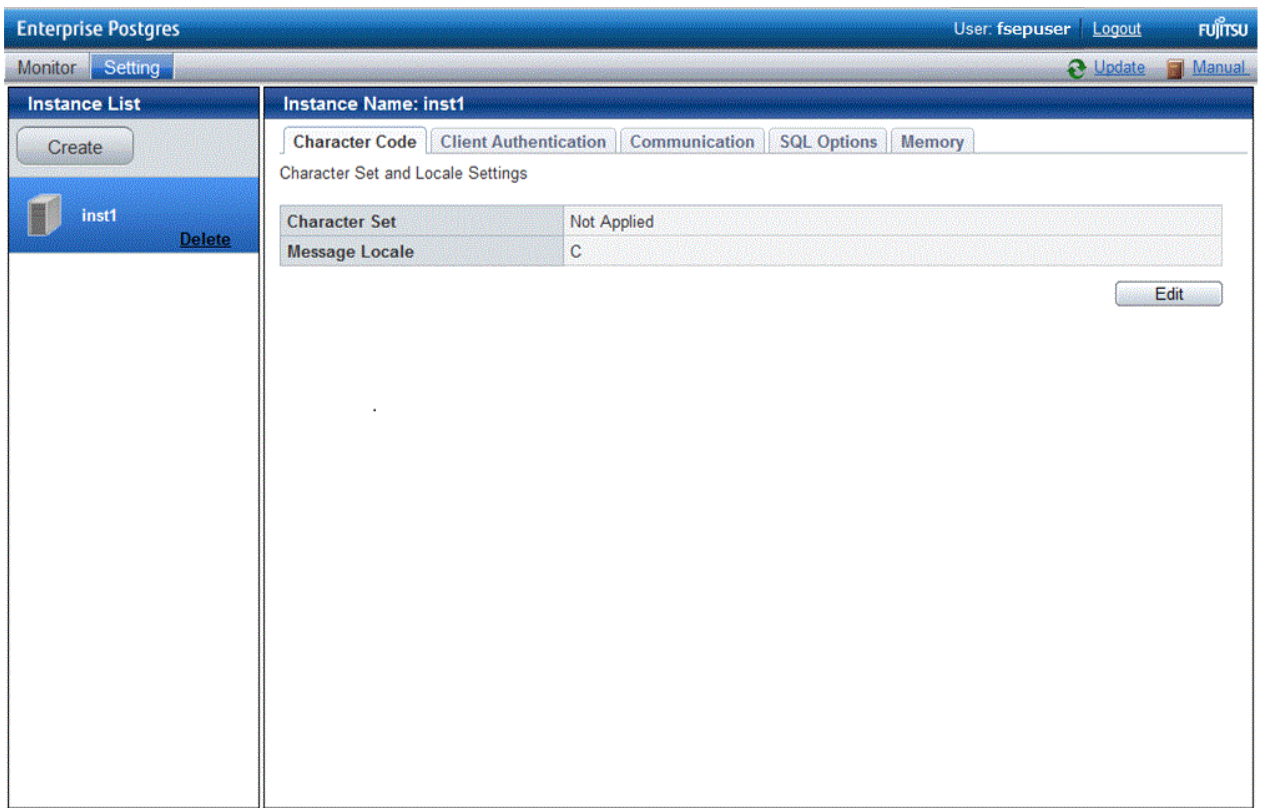 Enterprise Postgres
User: fsepuser Logout FUJITSU
Monitor Setting Update Manual
Instance List
Create
inst1
Delete
Instance Name: inst1
Character Code Client Authentication Communication SQL Options Memory
Character Set and Locale Settings
Character Set Not Applied
Message Locale C
Edit